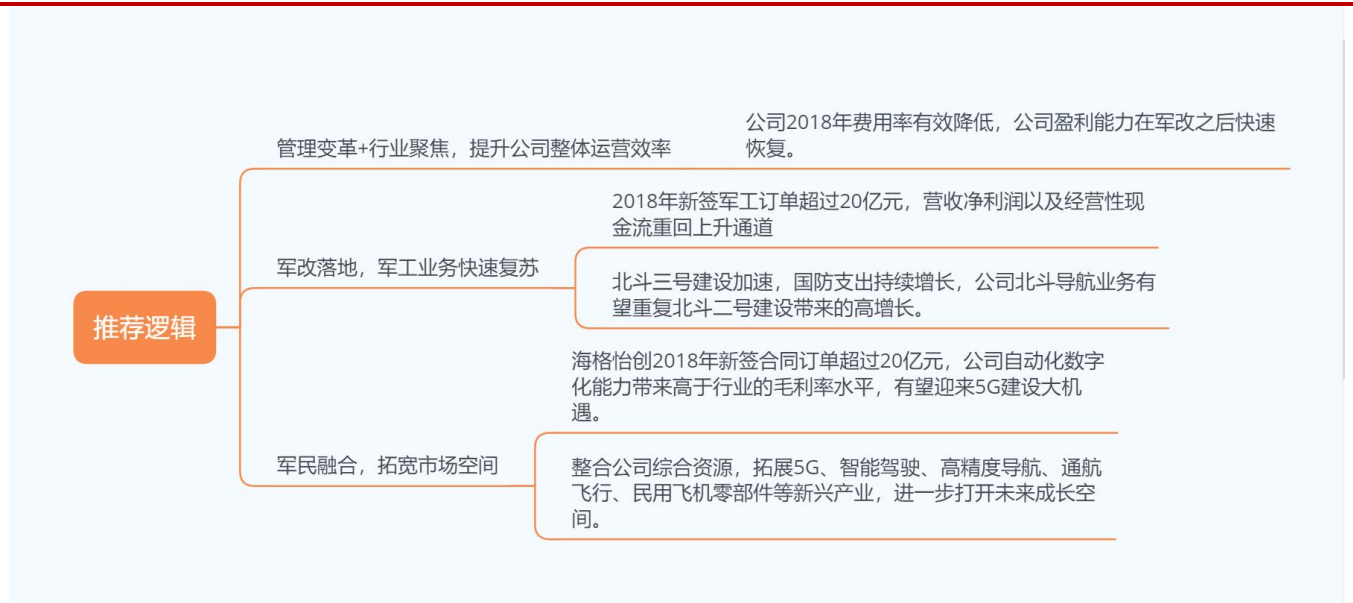 推荐逻辑
管理变革+行业聚焦，提升公司整体运营效率
公司2018年费用率有效降低，公司盈利能力在军改之后快速
恢复。
军改落地，军工业务快速复苏
2018年新签军工订单超过20亿元，营收净利润以及经营性现
金流重回上升通道
北斗三号建设加速，国防支出持续增长，公司北斗导航业务有
望重复北斗二号建设带来的高增长。
军民融合，拓宽市场空间
海格怡创2018年新签合同订单超过20亿元，公司自动化数字
化能力带来高于行业的毛利率水平，有望迎来5G建设大机
遇。
整合公司综合资源，拓展5G、智能驾驶、高精度导航、通航
飞行、民用飞机零部件等新兴产业，进一步打开未来成长空
间。